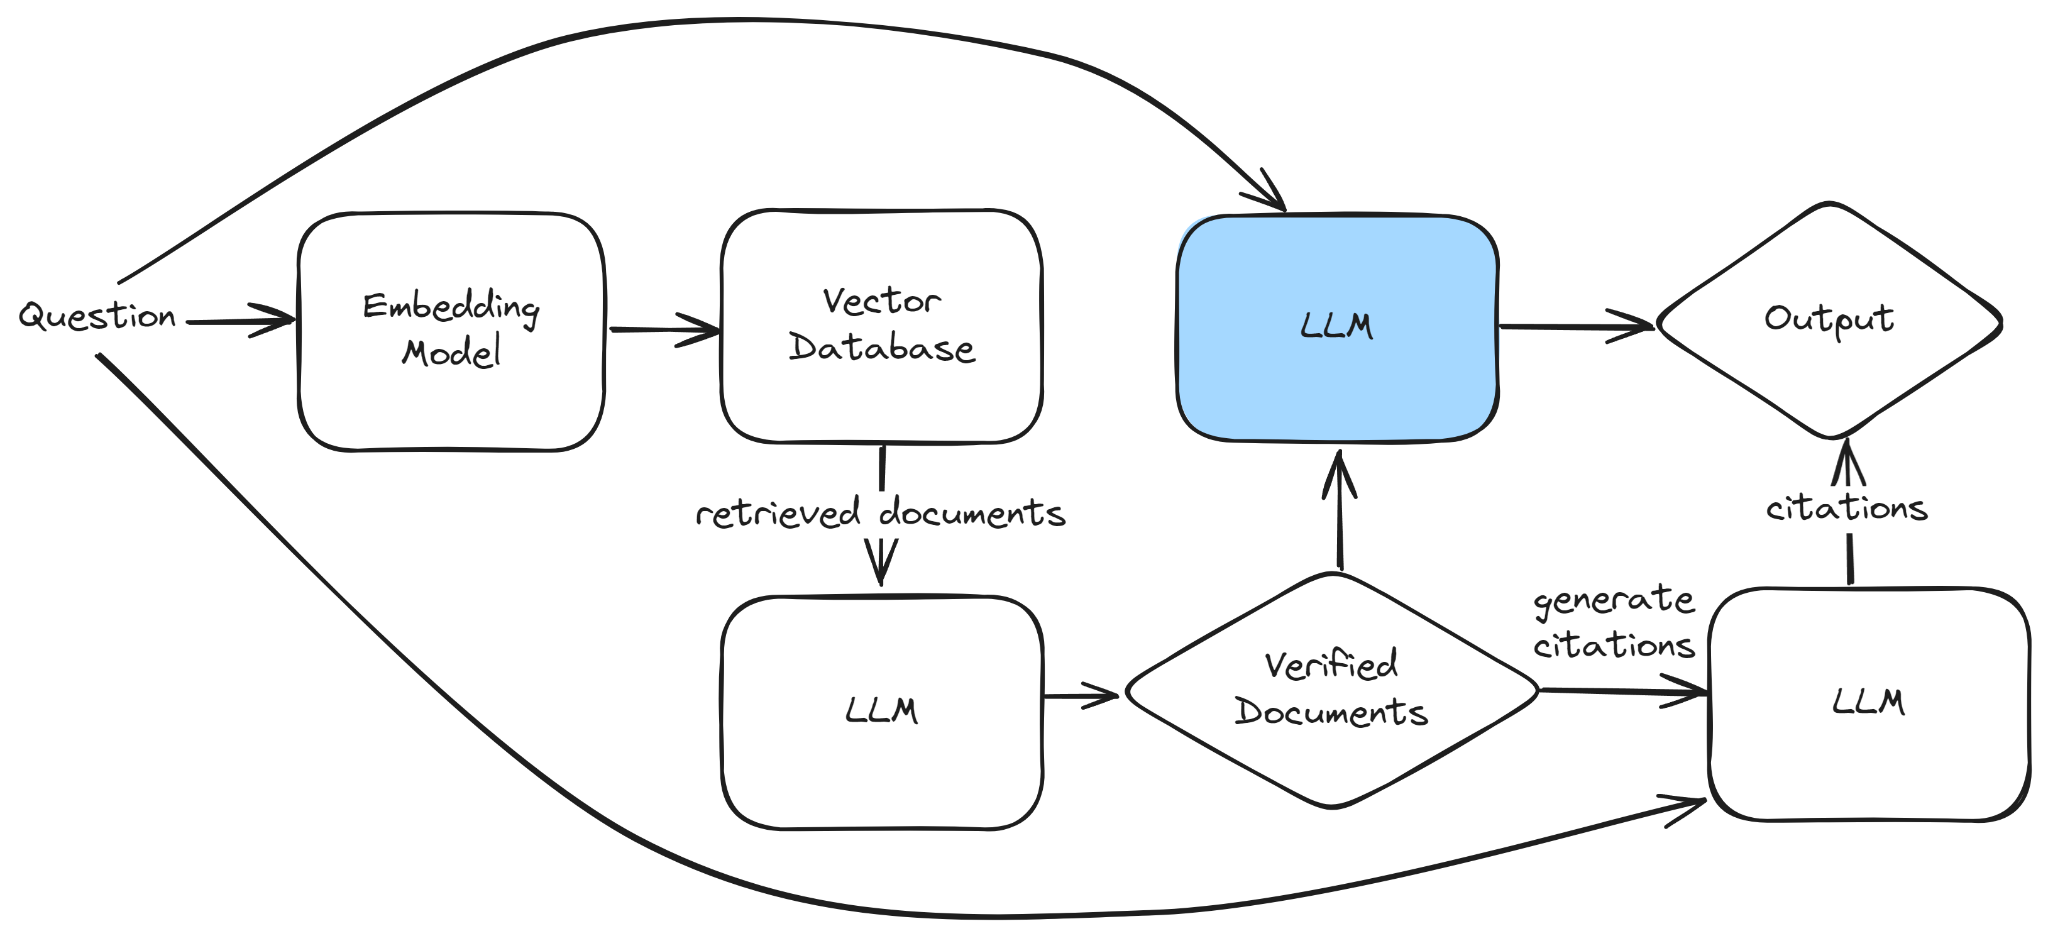 Question
Embedding
Model
Vector
Database
LLM
Output
retrieved documents
citations
generate
citations
LLM
Verified
Documents
LLM